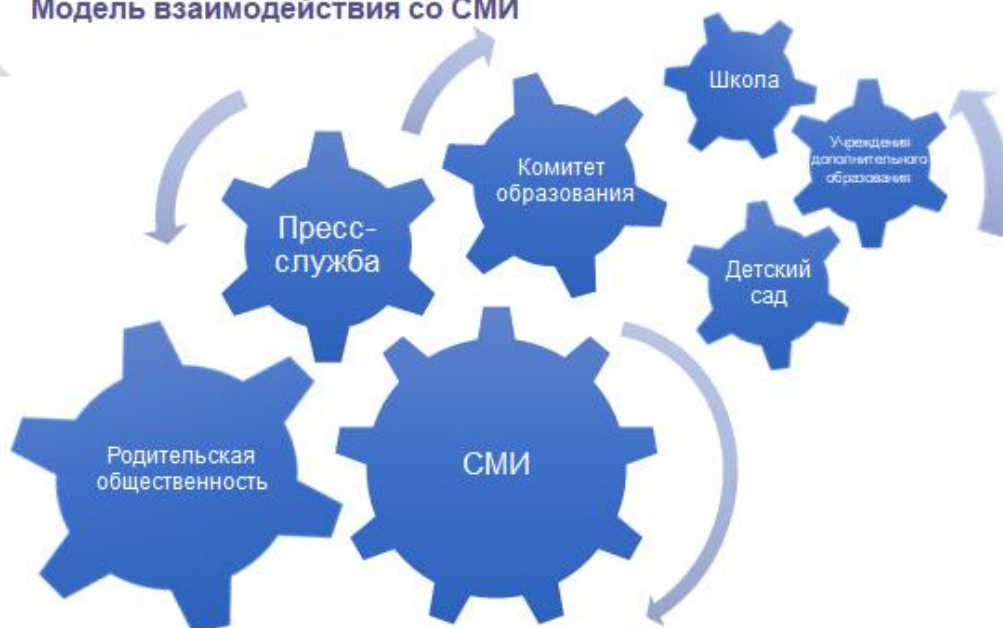 Модель взаимодействия со СМИ
Школа
Учреждения
дополнительного
образования
Комитет
образования
Пресс-
служба
Детский
сад
Родительская
общественность
СМИ